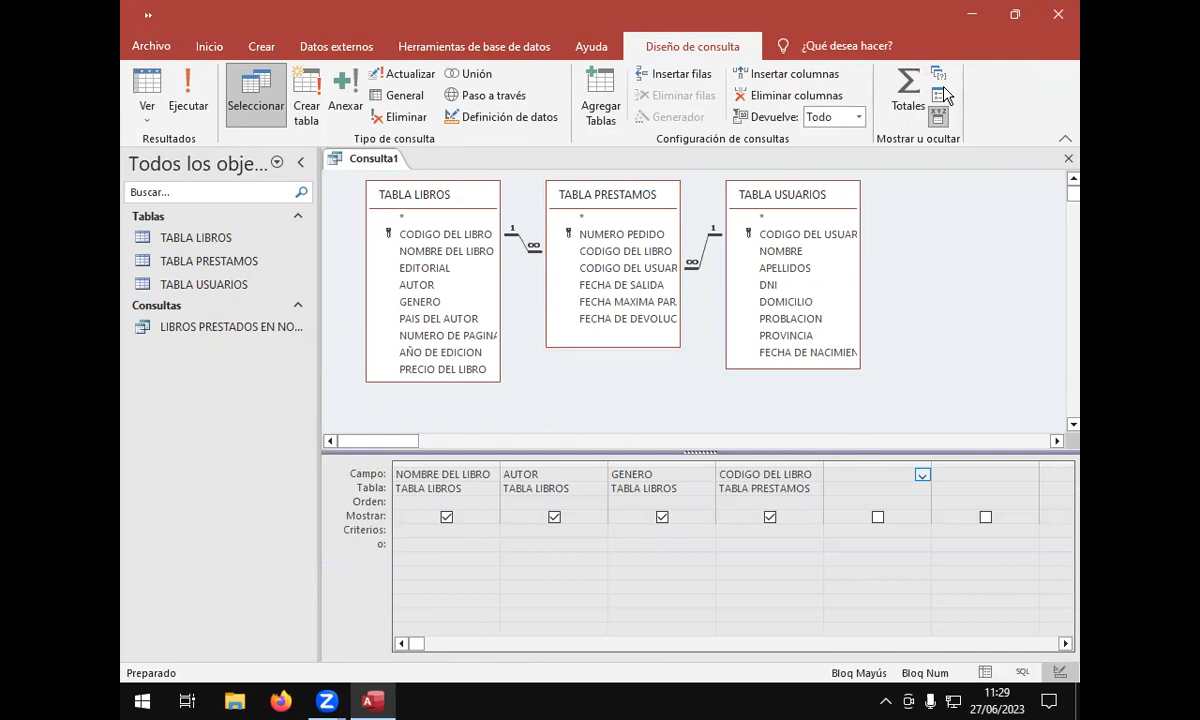 Archivo
Inicio
Crear
Datos externos
Herramientas de base de datos
Ayuda
Diseño de consulta
¿Qué desea hacer?
Ver
Ejecutar
Resultados
Seleccionar
Crear tabla
Anexar
Actualizar
General
Eliminar
Unión
Paso a través
Definición de datos
Tipo de consulta
Agregar Tablas
Insertar filas
Eliminar filas
Generador
Insertar columnas
Eliminar columnas
Devuelve: Todo
Configuración de consultas
Totales
XYZ
Mostrar u ocultar
Todos los obje...
Buscar...
Tablas
TABLA LIBROS
TABLA PRESTAMOS
TABLA USUARIOS
Consultas
LIBROS PRESTADOS EN NO...
Consulta1
TABLA LIBROS
*
CODIGO DEL LIBRO
NOMBRE DEL LIBRO
EDITORIAL
AUTOR
GENERO
PAIS DEL AUTOR
NUMERO DE PAGINA
AÑO DE EDICION
PRECIO DEL LIBRO
1
∞
TABLA PRESTAMOS
*
NUMERO PEDIDO
CODIGO DEL LIBRO
CODIGO DEL USUAR
FECHA DE SALIDA
FECHA MAXIMA PAR
FECHA DE DEVOLUC
1
∞
TABLA USUARIOS
*
CODIGO DEL USUAR
NOMBRE
APELLIDOS
DNI
DOMICILIO
PROBLACION
PROVINCIA
FECHA DE NACIMIEN
Campo: NOMBRE DEL LIBRO AUTOR GENERO CODIGO DEL LIBRO
Tabla: TABLA LIBROS TABLA LIBROS TABLA LIBROS TABLA PRESTAMOS
Orden:
Mostrar:
Criterios:
o:
Preparado
Bloq Mayús
Bloq Num
SQL
11:29
27/06/2023